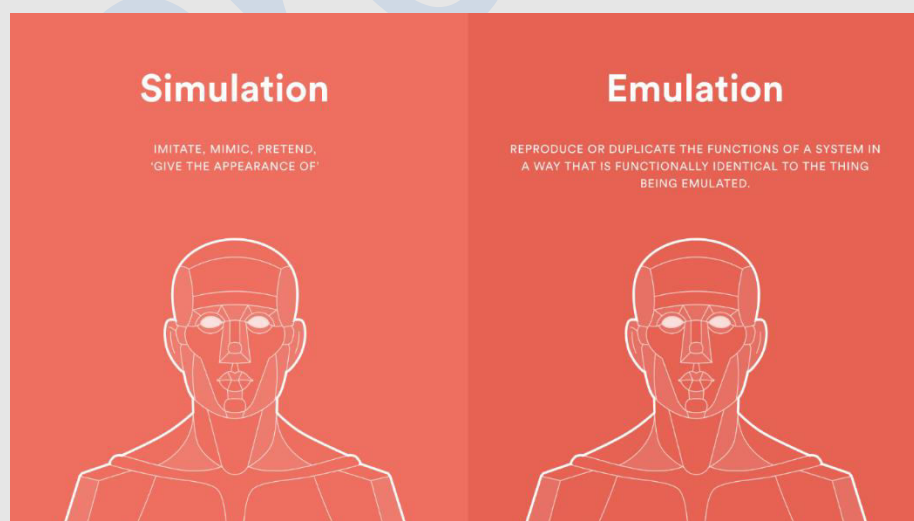 Simulation
IMITATE, MIMIC, PRETEND,
‘GIVE THE APPEARANCE OF’
Emulation
REPRODUCE OR DUPLICATE THE FUNCTIONS OF A SYSTEM IN
A WAY THAT IS FUNCTIONALLY IDENTICAL TO THE THING
BEING EMULATED.